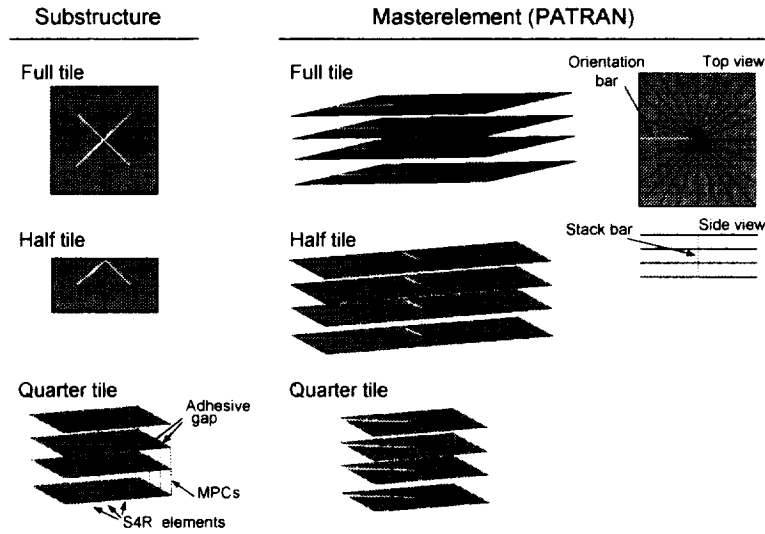 Substructure
Masterelement (PATRAN)
Full tile
Full tile
Orientation
bar
Top view
Half tile
Half tile
Stack bar
Side view
Quarter tile
Adhesive
gap
MPCs
S4R elements
Quarter tile